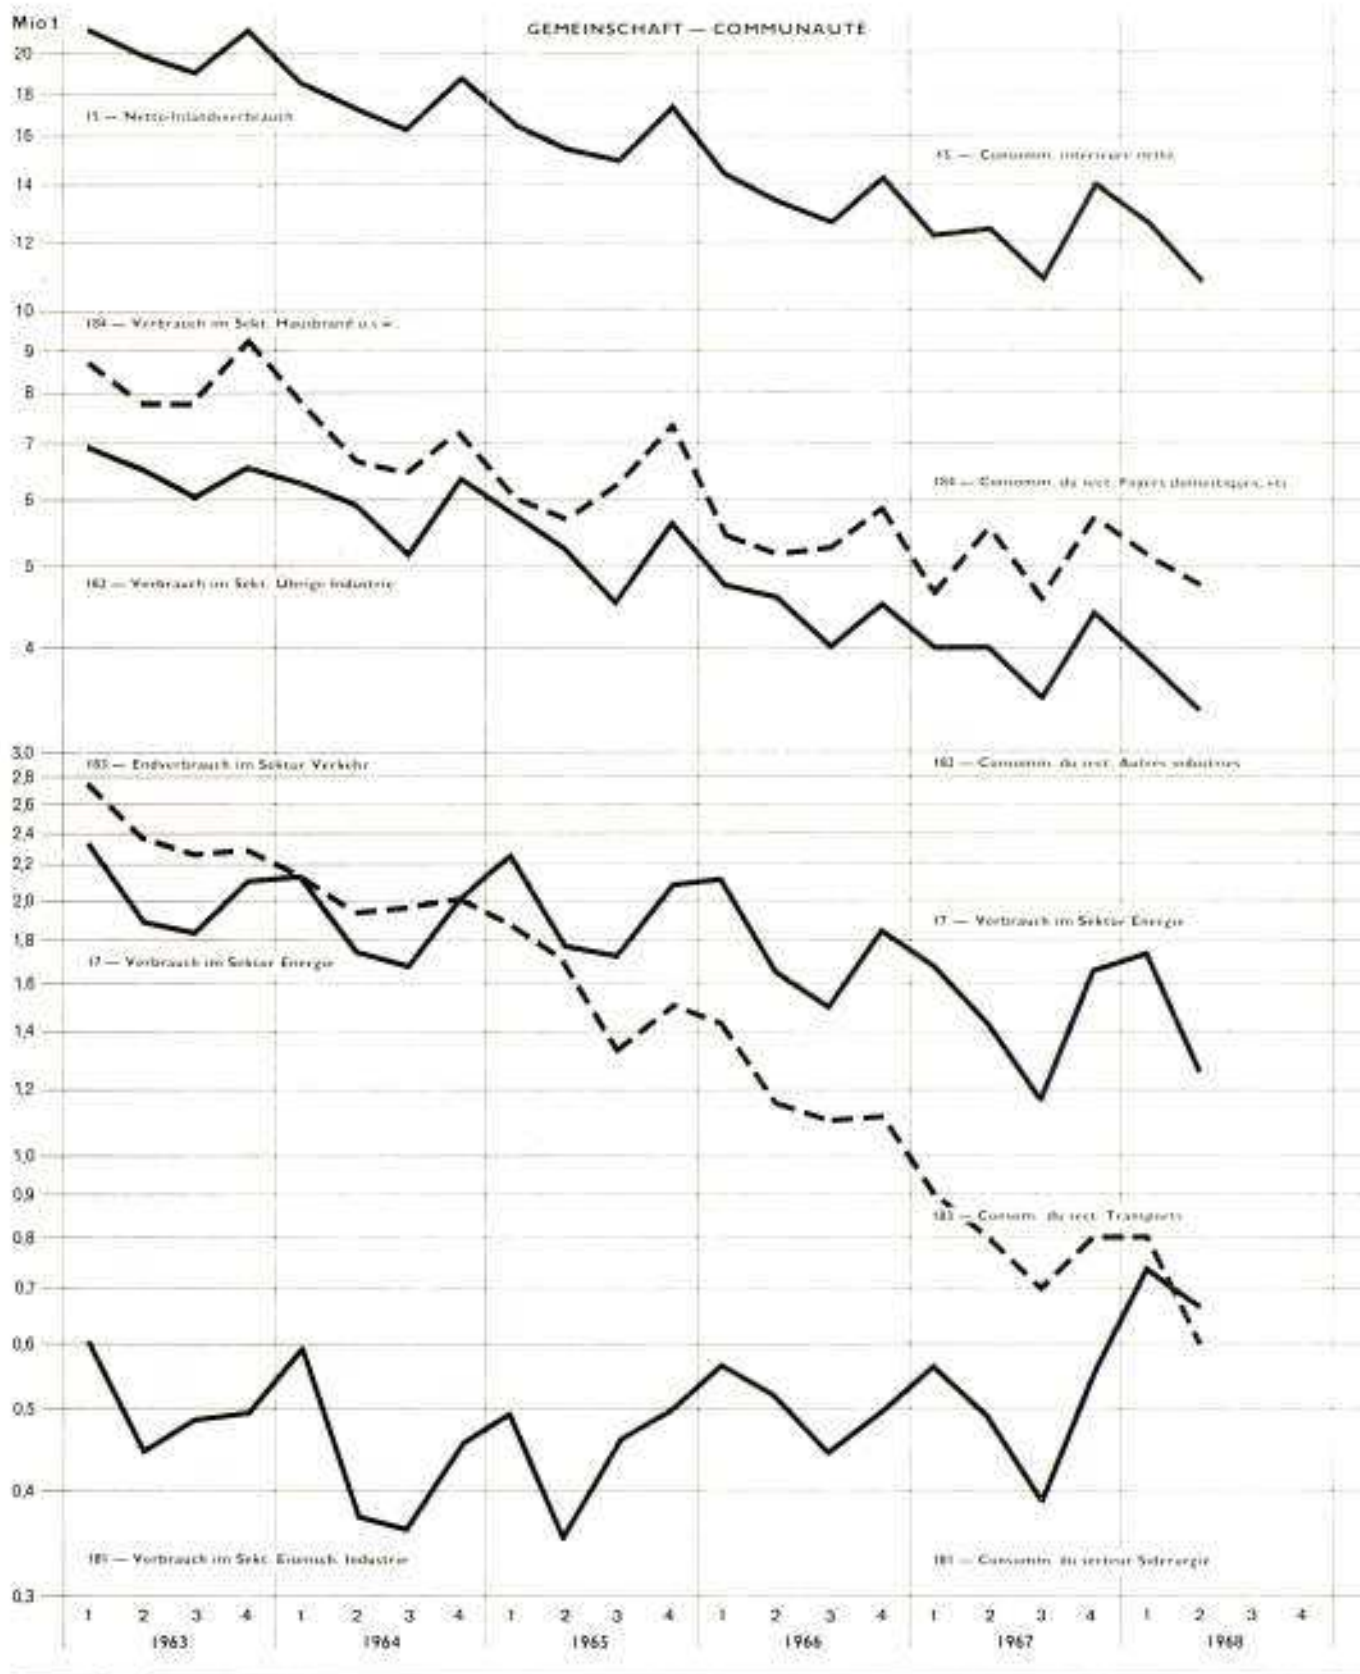 Mio t
GEMEINSCHAFT — COMMUNAUTÉ
20
18
15 — Netto-Inlandsverbrauch
16
15 — Consomm. intérieure nette
14
12
10
184 — Verbrauch im Sekt. Hausbrand u.s.w.
9
8
7
184 — Consomm. du sect. Foyers domestiques, etc
6
5
182 — Verbrauch im Sekt. Übrige Industrie
4
3,0
183 — Endverbrauch im Sektor Verkehr
182 — Consomm. du sect. Autres industries
2,8
2,6
2,4
2,2
2,0
17 — Verbrauch im Sektor Energie
1,8
17 — Verbrauch im Sektor Energie
1,6
1,4
1,2
1,0
0,9
183 — Consom. du sect. Transports
0,8
0,7
0,6
0,5
0,4
181 — Verbrauch im Sekt. Eisensch. Industrie
181 — Consomm. du secteur Sidérurgie
0,3
1 2 3 4 1 2 3 4 1 2 3 4 1 2 3 4 1 2 3 4 1 2 3 4
1963 1964 1965 1966 1967 1968